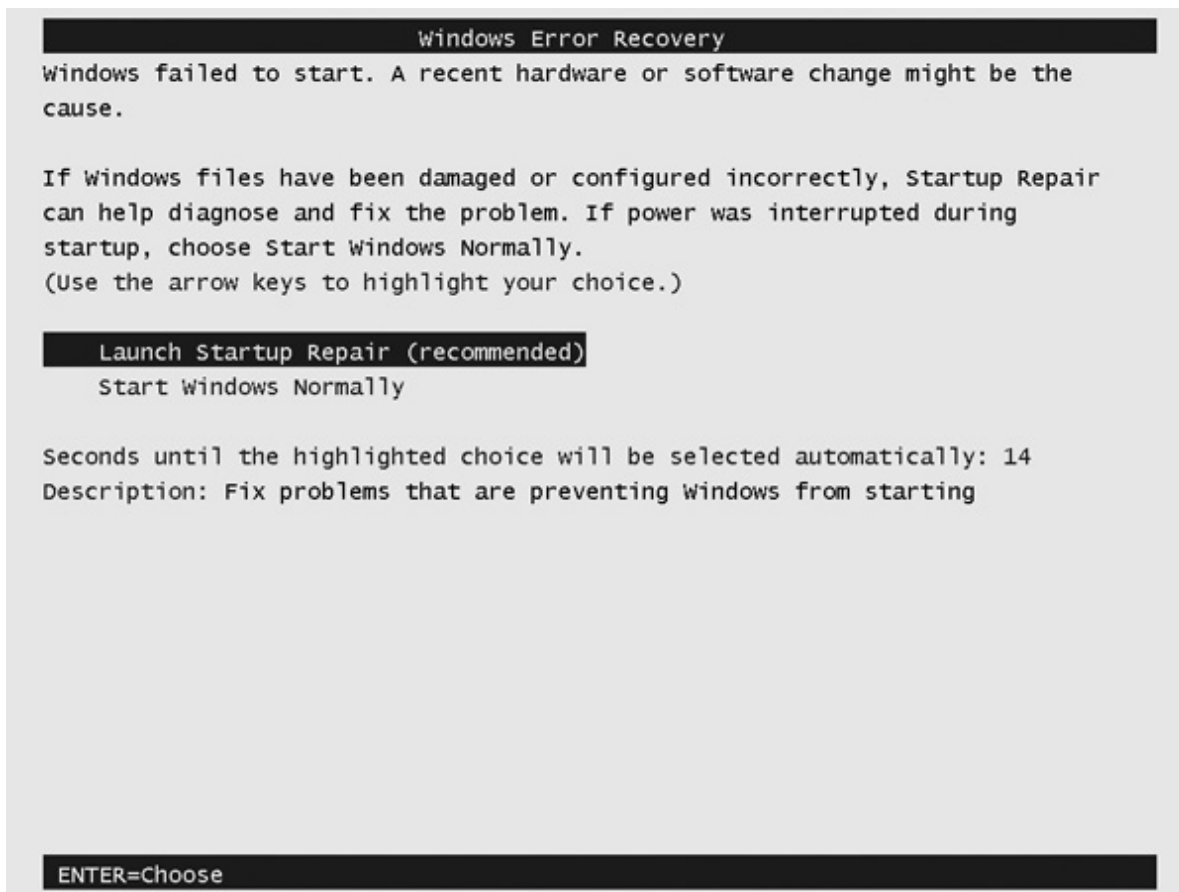 Windows Error Recovery
Windows failed to start. A recent hardware or software change might be the
cause.
If Windows files have been damaged or configured incorrectly, Startup Repair
can help diagnose and fix the problem. If power was interrupted during
startup, choose Start Windows Normally.
(Use the arrow keys to highlight your choice.)
Launch Startup Repair (recommended)
Start Windows Normally
Seconds until the highlighted choice will be selected automatically: 14
Description: Fix problems that are preventing Windows from starting
ENTER=Choose